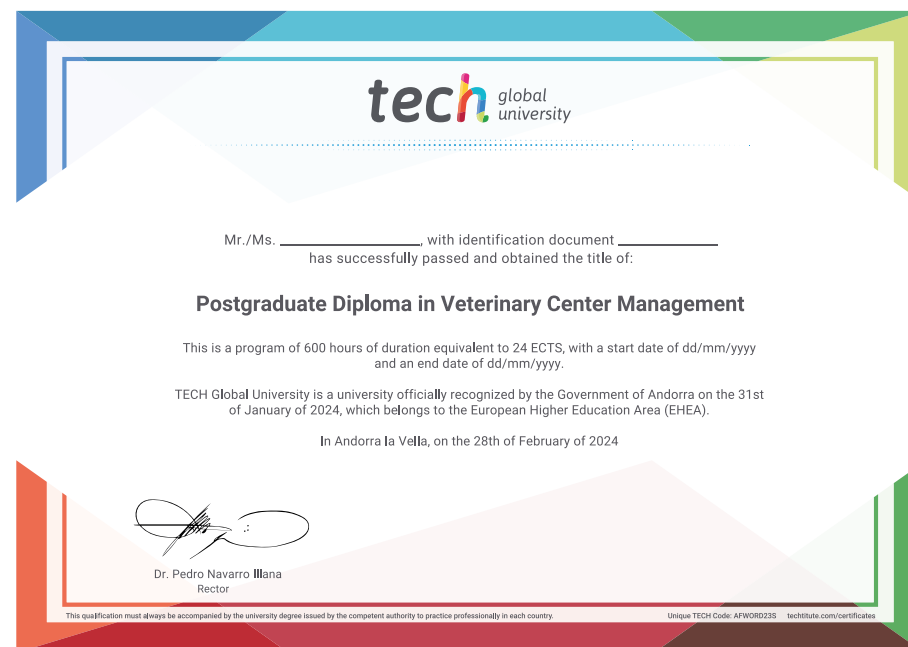 tech global university
Mr./Ms. ____________, with identification document ____________
has successfully passed and obtained the title of:
Postgraduate Diploma in Veterinary Center Management
This is a program of 600 hours of duration equivalent to 24 ECTS, with a start date of dd/mm/yyyy
and an end date of dd/mm/yyyy.
TECH Global University is a university officially recognized by the Government of Andorra on the 31st
of January of 2024, which belongs to the European Higher Education Area (EHEA).
In Andorra la Vella, on the 28th of February of 2024
Dr. Pedro Navarro Illana
Rector
This qualification must always be accompanied by the university degree issued by the competent authority to practice professionally in each country.
Unique TECH Code: AFWORD23S techtitute.com/certificates